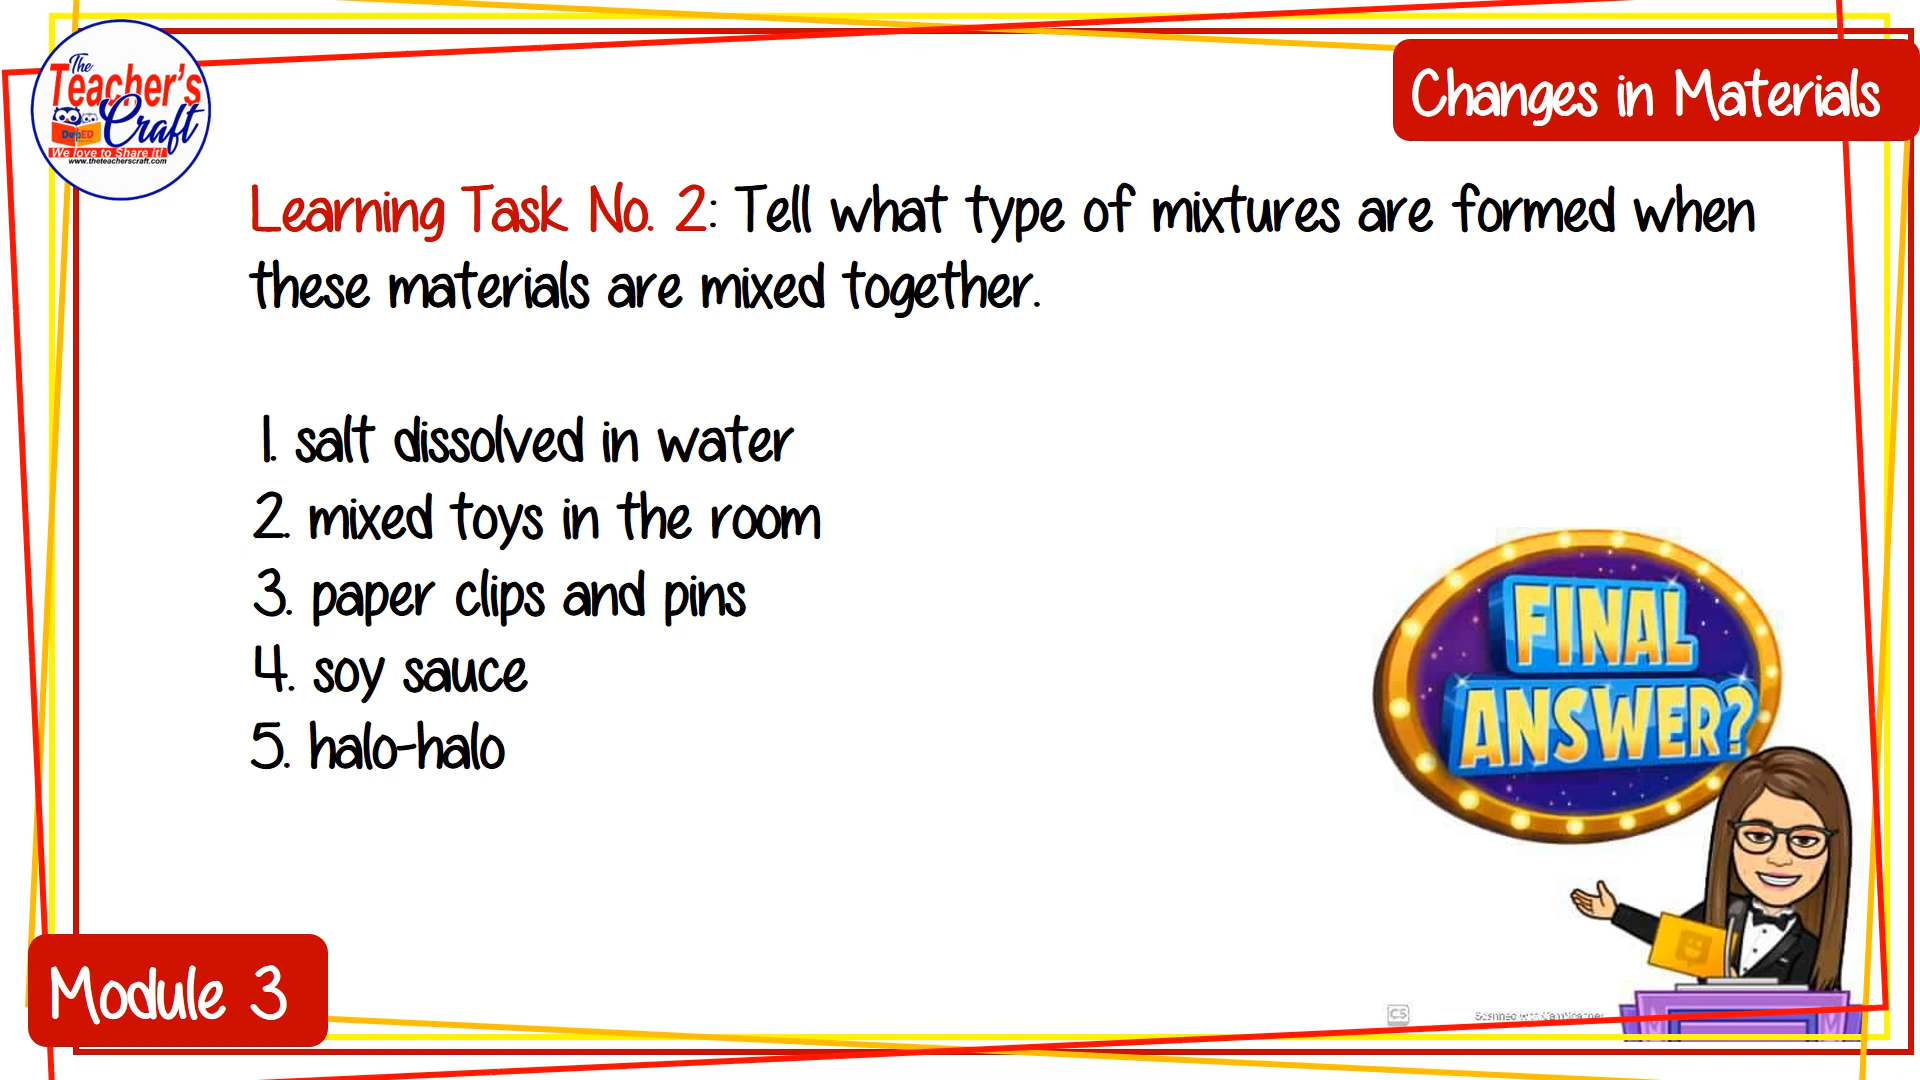 The
Teacher's
Craft
DepED
We love to Share it!
www.theteacherscraft.com
Changes in Materials
Learning Task No. 2: Tell what type of mixtures are formed when
these materials are mixed together.
1. salt dissolved in water
2. mixed toys in the room
3. paper clips and pins
4. soy sauce
5. halo-halo
FINAL
ANSWER?
Module 3
CS
Scanned with CamScanner
M M